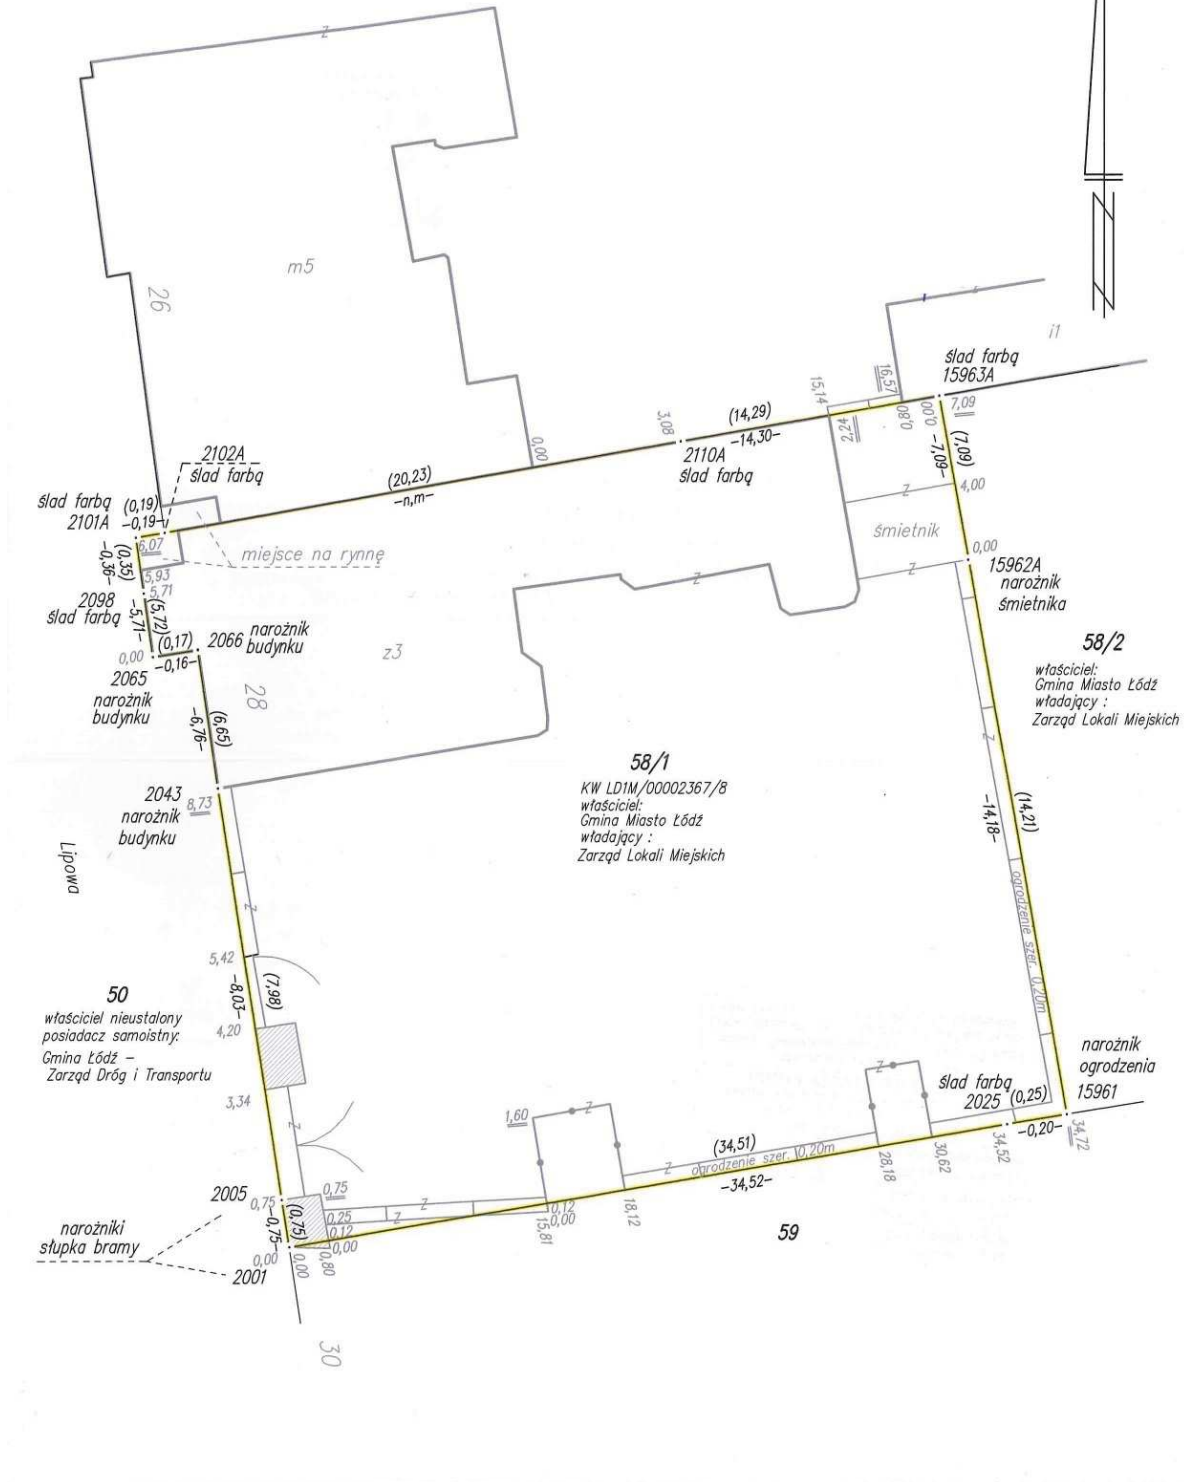 z
m5
26
i1
ślad farbą
15963A
16,57
15,14
7,09
0,00
0,80
2,24
(14,29)
-14,30-
3,08
2110A
ślad farbą
0,00
(7,09)
-7,09-
4,00
z
śmietnik
0,00
z
15962A
narożnik
śmietnika
2102A
ślad farbą
(20,23)
-n,m-
ślad farbą
2101A
(0,19)
-0,19-
6,07
miejsce na rynnę
(0,35)
-0,36-
5,93
5,71
2098
ślad farbą
(5,72)
-5,71-
0,00
(0,17)
-0,16-
2066 narożnik
budynku
2065
narożnik
budynku
z3
z
28
(6,65)
-6,76-
2043
narożnik
budynku
8,73
58/2
właściciel:
Gmina Miasto Łódź
władający :
Zarząd Lokali Miejskich
58/1
KW LD1M/00002367/8
właściciel:
Gmina Miasto Łódź
władający :
Zarząd Lokali Miejskich
z
(14,21)
-14,18-
ogrodzenie szer. 0,20m
Lipowa
z
5,42
(7,98)
-8,03-
4,20
3,34
z
50
właściciel nieustalony
posiadacz samoistny:
Gmina Łódź –
Zarząd Dróg i Transportu
narożnik
ogrodzenia
15961
ślad farbą
2025
(0,25)
-0,20-
34,72
34,52
z
30,62
28,18
1,60
z
(34,51)
z
ogrodzenie szer. 0,20m
-34,52-
18,12
0,12
0,00
15,81
z
z
2005
0,75
0,75
(0,75)
-0,75-
0,25
0,12
0,00
0,80
0,00
0,00
narożniki
słupka bramy
2001
59
30